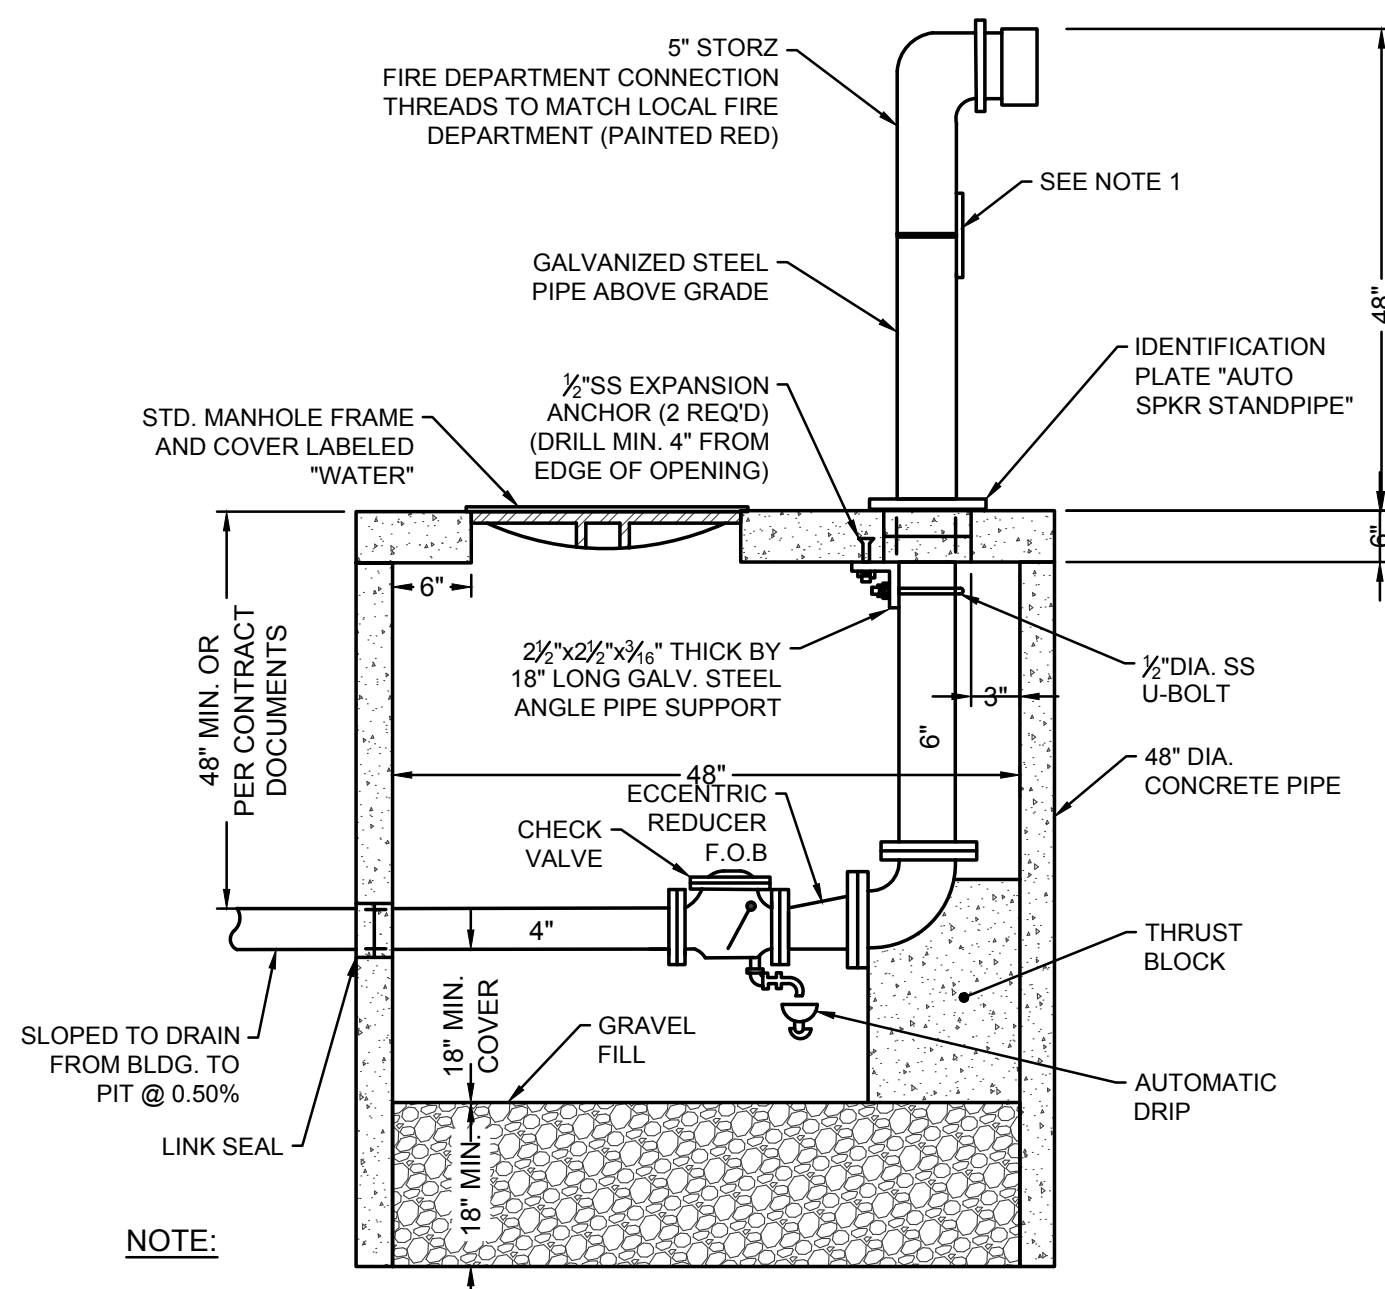 5" STORZ
FIRE DEPARTMENT CONNECTION
THREADS TO MATCH LOCAL FIRE
DEPARTMENT (PAINTED RED)
SEE NOTE 1
GALVANIZED STEEL
PIPE ABOVE GRADE
48"
IDENTIFICATION
PLATE "AUTO
SPKR STANDPIPE"
½"SS EXPANSION
ANCHOR (2 REQ'D)
(DRILL MIN. 4" FROM
EDGE OF OPENING)
STD. MANHOLE FRAME
AND COVER LABELED
"WATER"
6"
6"
48" MIN. OR
PER CONTRACT
DOCUMENTS
2½"x2½"x³⁄₁₆" THICK BY
18" LONG GALV. STEEL
ANGLE PIPE SUPPORT
½"DIA. SS
U-BOLT
3"
6"
48"
48" DIA.
CONCRETE PIPE
ECCENTRIC
REDUCER
F.O.B
CHECK
VALVE
4"
THRUST
BLOCK
18" MIN.
COVER
GRAVEL
FILL
SLOPED TO DRAIN
FROM BLDG. TO
PIT @ 0.50%
AUTOMATIC
DRIP
LINK SEAL
18" MIN.
NOTE: